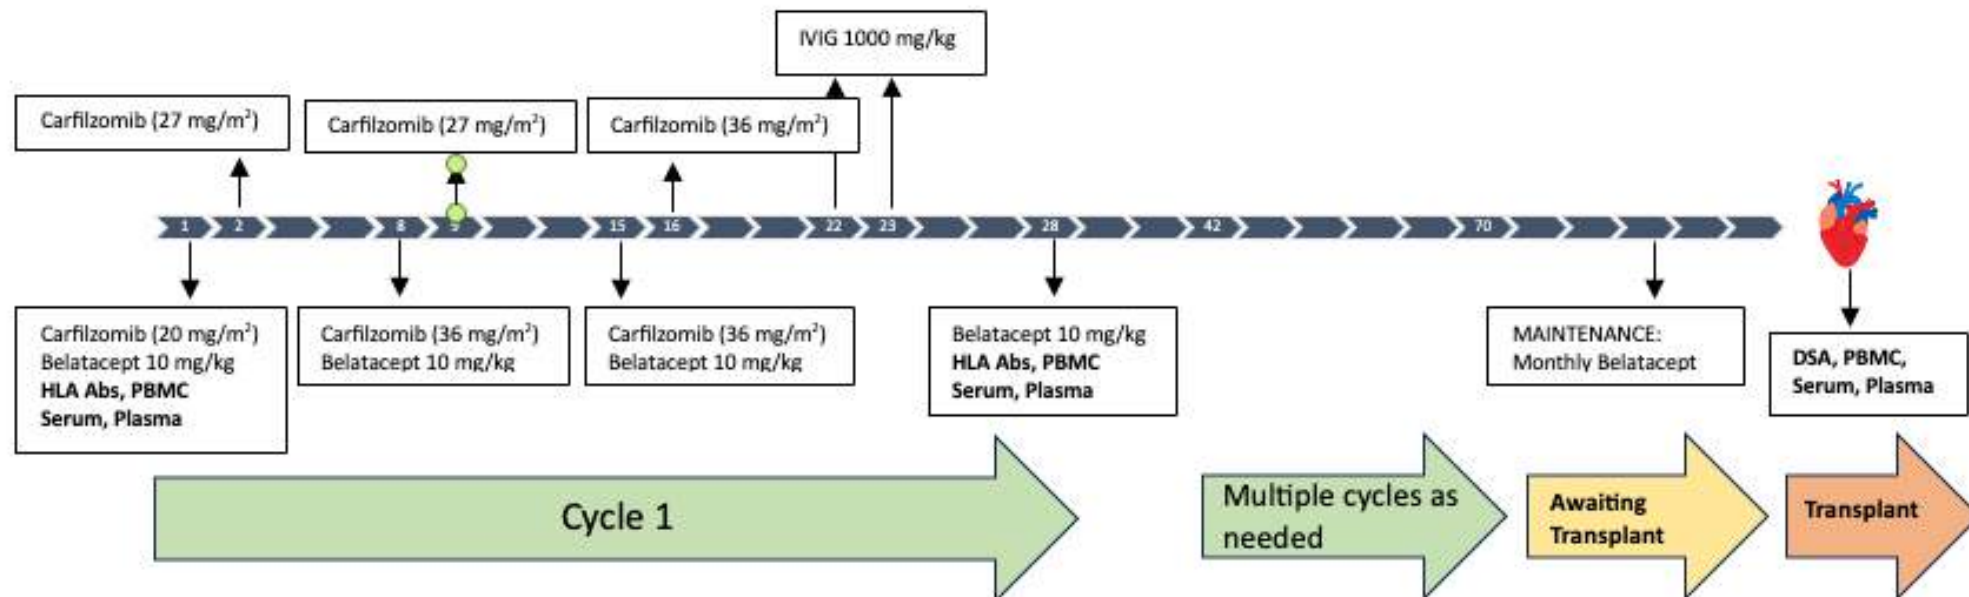 IVIG 1000 mg/kg
Carfilzomib (27 mg/m²)
Carfilzomib (27 mg/m²)
Carfilzomib (36 mg/m²)
1 2 8 9 15 16 22 23 28 42 70
Carfilzomib (20 mg/m²)
Belatacept 10 mg/kg
HLA Abs, PBMC
Serum, Plasma
Carfilzomib (36 mg/m²)
Belatacept 10 mg/kg
Carfilzomib (36 mg/m²)
Belatacept 10 mg/kg
Belatacept 10 mg/kg
HLA Abs, PBMC
Serum, Plasma
MAINTENANCE:
Monthly Belatacept
DSA, PBMC,
Serum, Plasma
Cycle 1
Multiple cycles as
needed
Awaiting
Transplant
Transplant